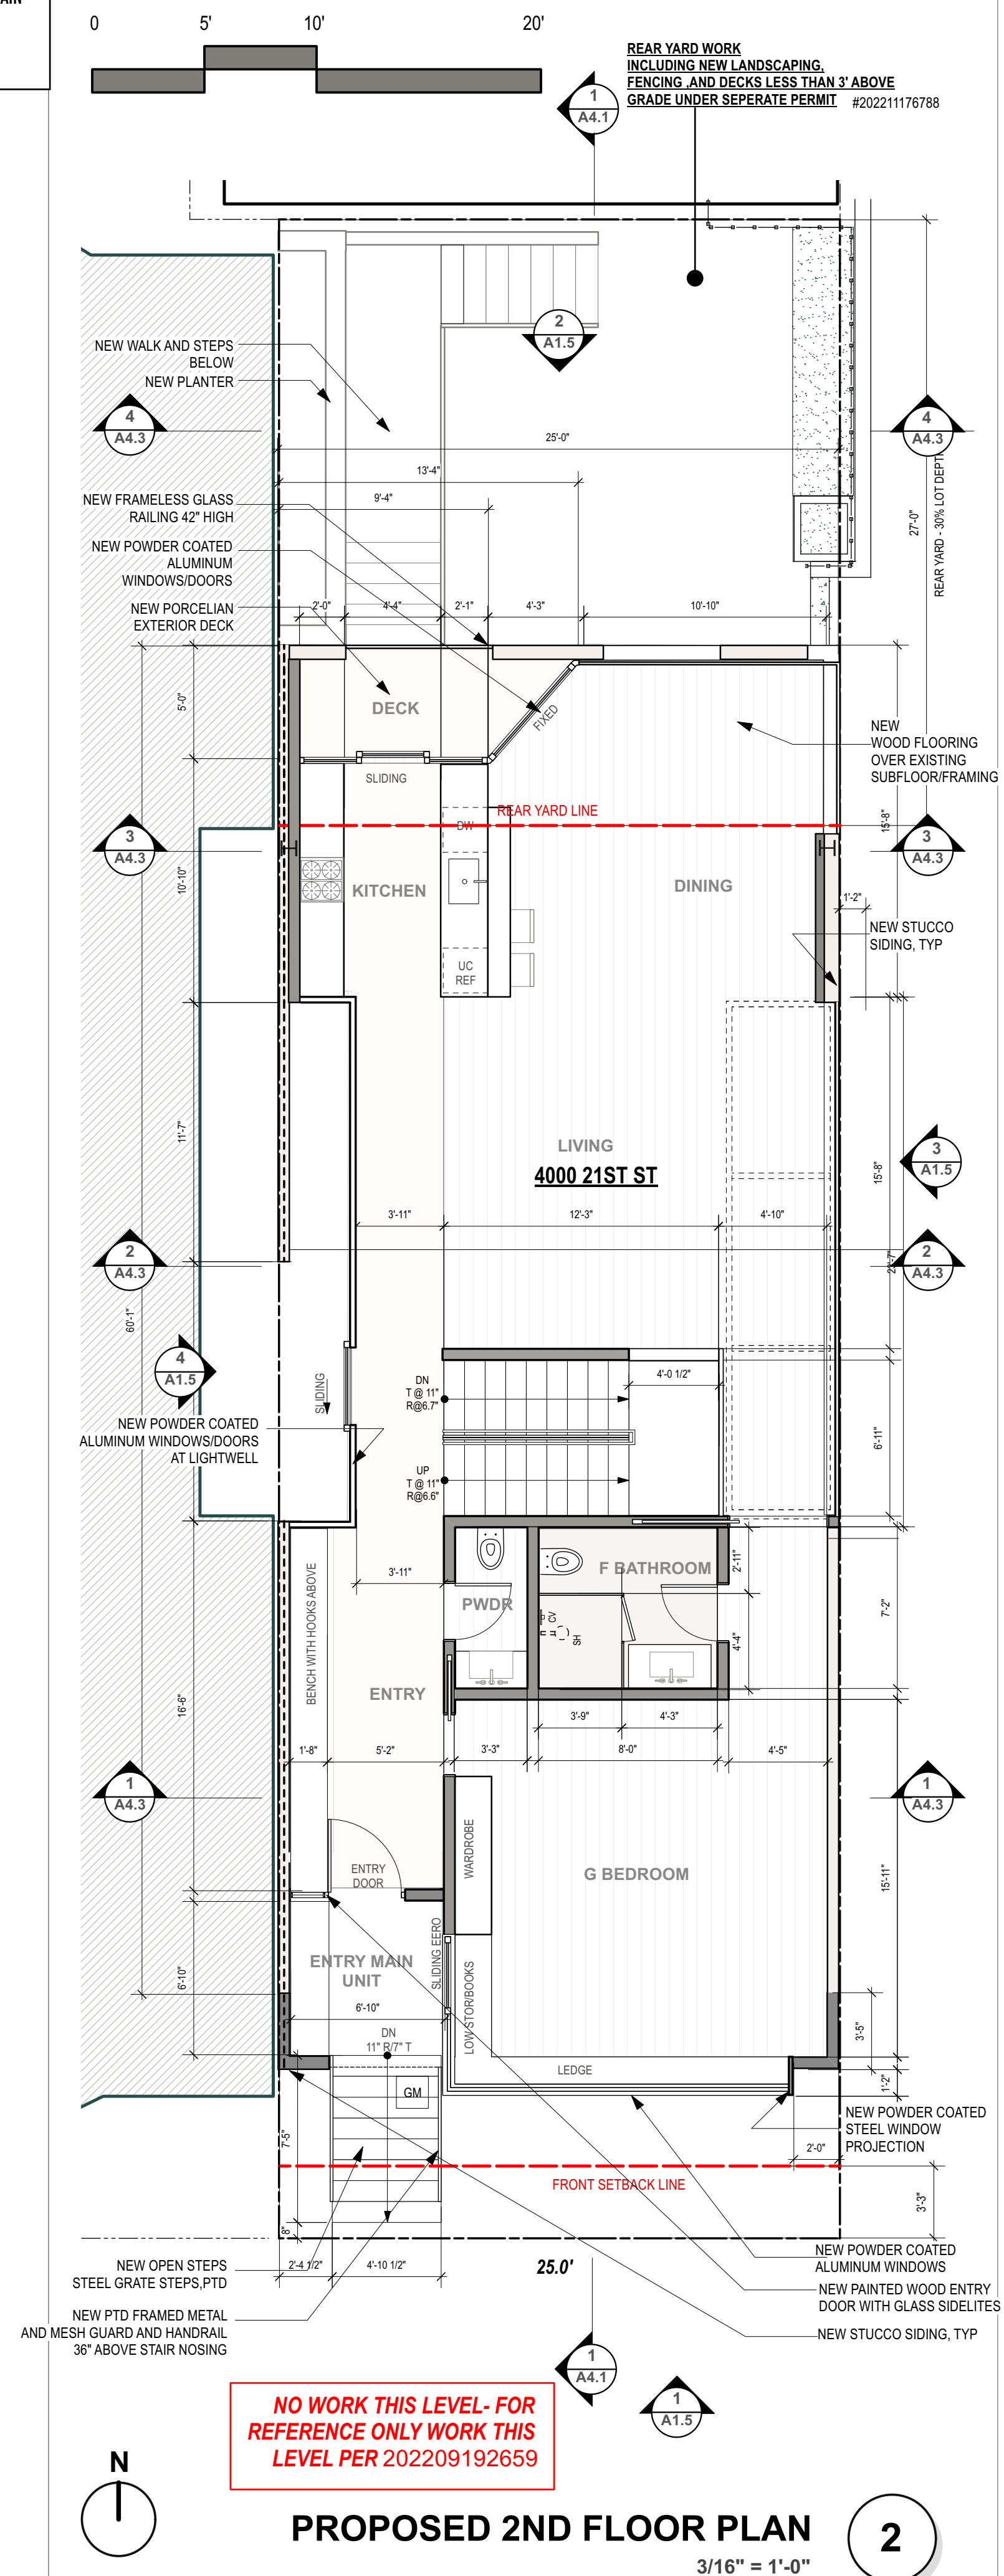 AIN
0 5' 10' 20'
REAR YARD WORK
INCLUDING NEW LANDSCAPING,
FENCING ,AND DECKS LESS THAN 3' ABOVE
GRADE UNDER SEPERATE PERMIT #202211176788
1
A4.1
2
A1.5
NEW WALK AND STEPS
BELOW
NEW PLANTER
4
A4.3
4
A4.3
25'-0"
13'-4"
9'-4"
27'-0"
REAR YARD - 30% LOT DEPTH
NEW FRAMELESS GLASS
RAILING 42" HIGH
NEW POWDER COATED
ALUMINUM
WINDOWS/DOORS
NEW PORCELIAN
EXTERIOR DECK
2'-0" 4'-4" 2'-1" 4'-3" 10'-10"
5'-0"
DECK
FIXED
SLIDING
NEW
WOOD FLOORING
OVER EXISTING
SUBFLOOR/FRAMING
REAR YARD LINE
DW
15'-8"
3
A4.3
3
A4.3
10'-10"
KITCHEN
DINING
1'-2"
NEW STUCCO
SIDING, TYP
UC
REF
11'-7"
LIVING
4000 21ST ST
3
A1.5
15'-8"
3'-11" 12'-3" 4'-10"
2
A4.3
2
A4.3
60'-1"
4
A1.5
SLIDING
DN
T @ 11"
R@6.7"
4'-0 1/2"
NEW POWDER COATED
ALUMINUM WINDOWS/DOORS
AT LIGHTWELL
6'-11"
UP
T @ 11"
R@6.6"
3'-11"
F BATHROOM
2'-11"
PWDR
CV
SH
4'-4"
7'-2"
BENCH WITH HOOKS ABOVE
ENTRY
16'-6"
3'-9" 4'-3"
1'-8" 5'-2" 3'-3" 8'-0" 4'-5"
1
A4.3
1
A4.3
WARDROBE
ENTRY
DOOR
G BEDROOM
15'-11"
SLIDING EERO
ENTRY MAIN
UNIT
6'-10"
LOW STOR/BOOKS
6'-10"
DN
11" R/7" T
3'-5"
LEDGE
GM
1'-2"
NEW POWDER COATED
STEEL WINDOW
PROJECTION
7'-5"
2'-0"
FRONT SETBACK LINE
3'-3"
8"
NEW OPEN STEPS
STEEL GRATE STEPS,PTD
2'-4 1/2" 4'-10 1/2"
25.0'
NEW POWDER COATED
ALUMINUM WINDOWS
NEW PAINTED WOOD ENTRY
DOOR WITH GLASS SIDELITES
NEW PTD FRAMED METAL
AND MESH GUARD AND HANDRAIL
36" ABOVE STAIR NOSING
NEW STUCCO SIDING, TYP
1
A4.1
1
A1.5
NO WORK THIS LEVEL- FOR
REFERENCE ONLY WORK THIS
LEVEL PER 202209192659
N
PROPOSED 2ND FLOOR PLAN
2
3/16" = 1'-0"